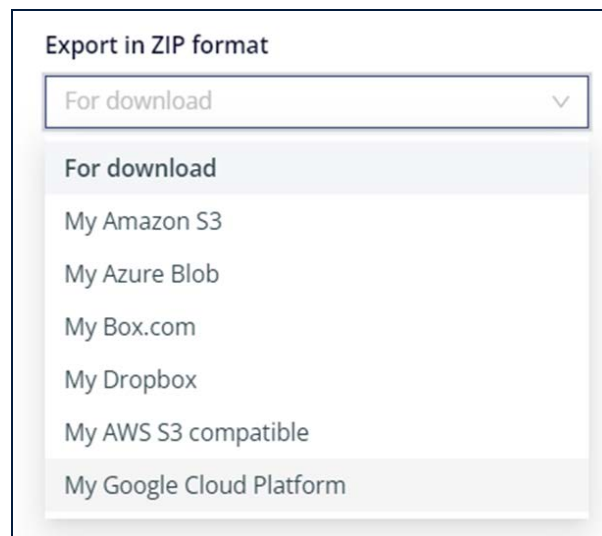 Export in ZIP format
For download
For download
My Amazon S3
My Azure Blob
My Box.com
My Dropbox
My AWS S3 compatible
My Google Cloud Platform